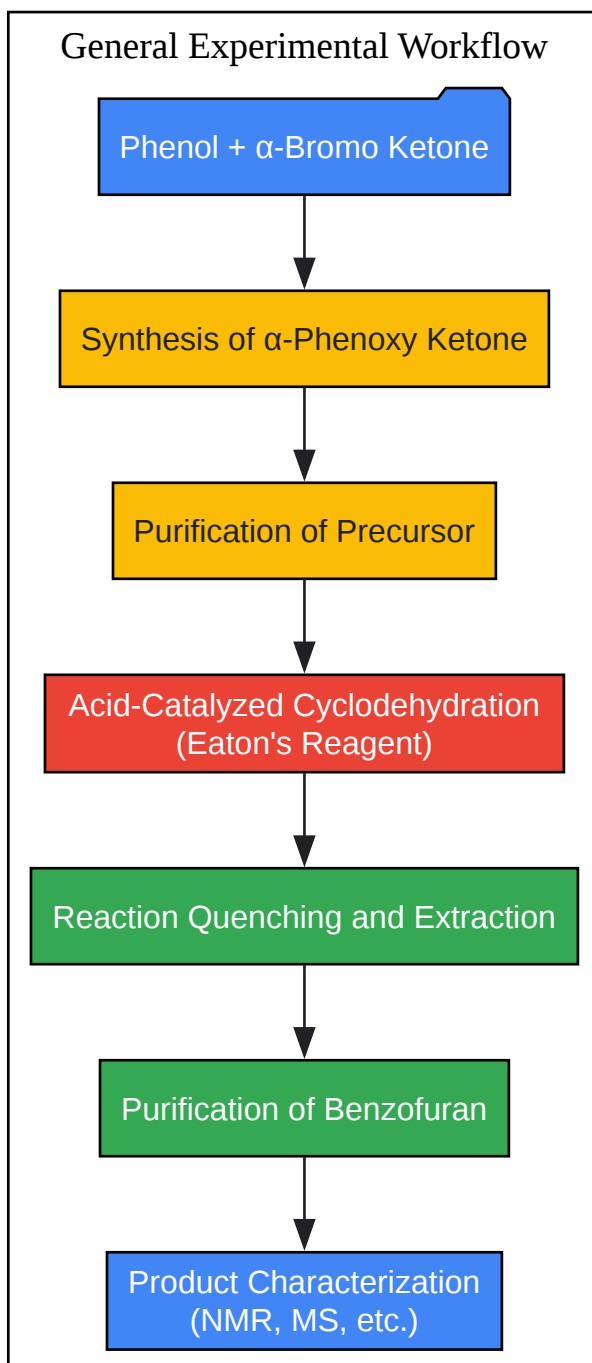 General Experimental Workflow
Phenol + α-Bromo Ketone
Synthesis of α-Phenoxy Ketone
Purification of Precursor
Acid-Catalyzed Cyclodehydration
(Eaton's Reagent)
Reaction Quenching and Extraction
Purification of Benzofuran
Product Characterization
(NMR, MS, etc.)